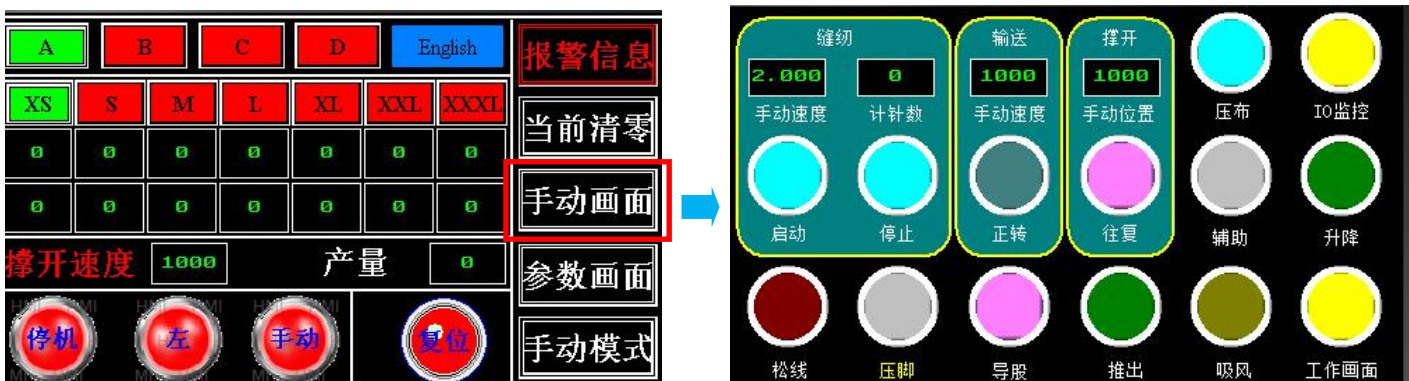 A B C D English
报警信息
XS S M L XL XXL XXXL
当前清零
0 0 0 0 0 0 0
手动画面
0 0 0 0 0 0 0
撑开速度 1000 产量 0
参数画面
停机 左 手动 复位
手动模式
缝纫 输送 撑开
2.000 0 1000 1000
手动速度 计针数 手动速度 手动位置 压布 IO监控
启动 停止 正转 往复 辅助 升降
松线 压脚 导股 推出 吸风 工作画面